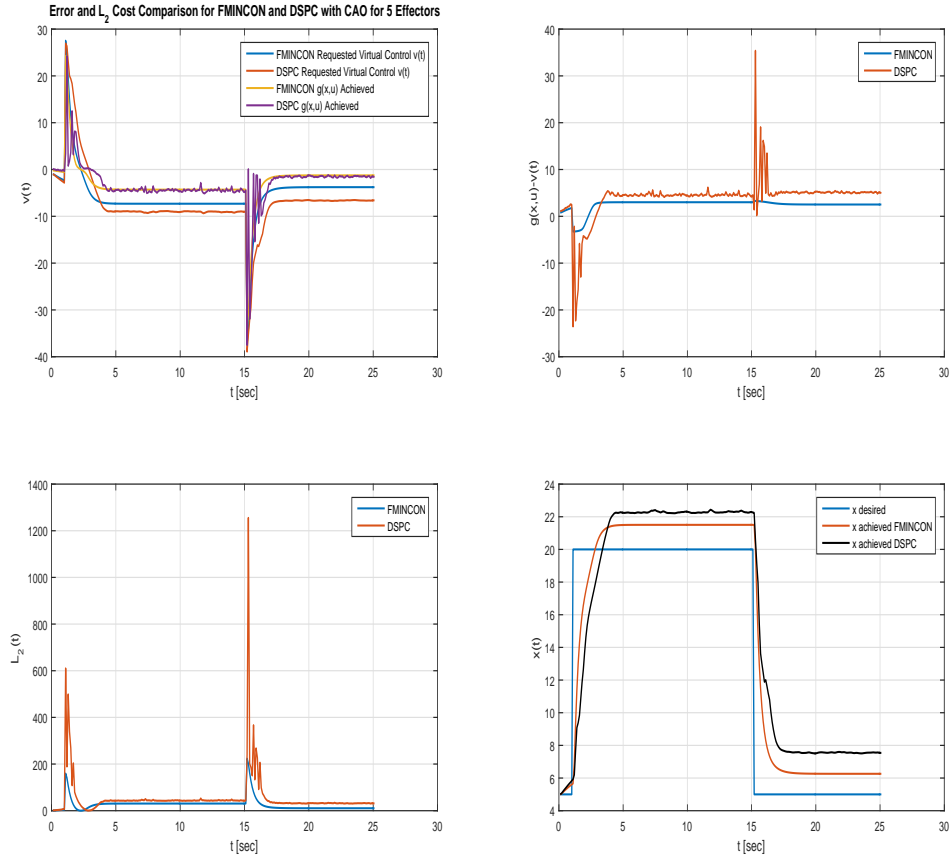 Error and L2 Cost Comparison for FMINCON and DSPC with CAO for 5 Effectors
30
20
10
0
-10
-20
-30
-40
v(t)
0 5 10 15 20 25 30
t [sec]
FMINCON Requested Virtual Control v(t)
DSPC Requested Virtual Control v(t)
FMINCON g(x,u) Achieved
DSPC g(x,u) Achieved
40
30
20
10
0
-10
-20
-30
g(x,u)-v(t)
0 5 10 15 20 25 30
t [sec]
FMINCON
DSPC
1400
1200
1000
800
600
400
200
0
L2(t)
0 5 10 15 20 25 30
t [sec]
FMINCON
DSPC
24
22
20
18
16
14
12
10
8
6
4
x(t)
0 5 10 15 20 25 30
t [sec]
x desired
x achieved FMINCON
x achieved DSPC